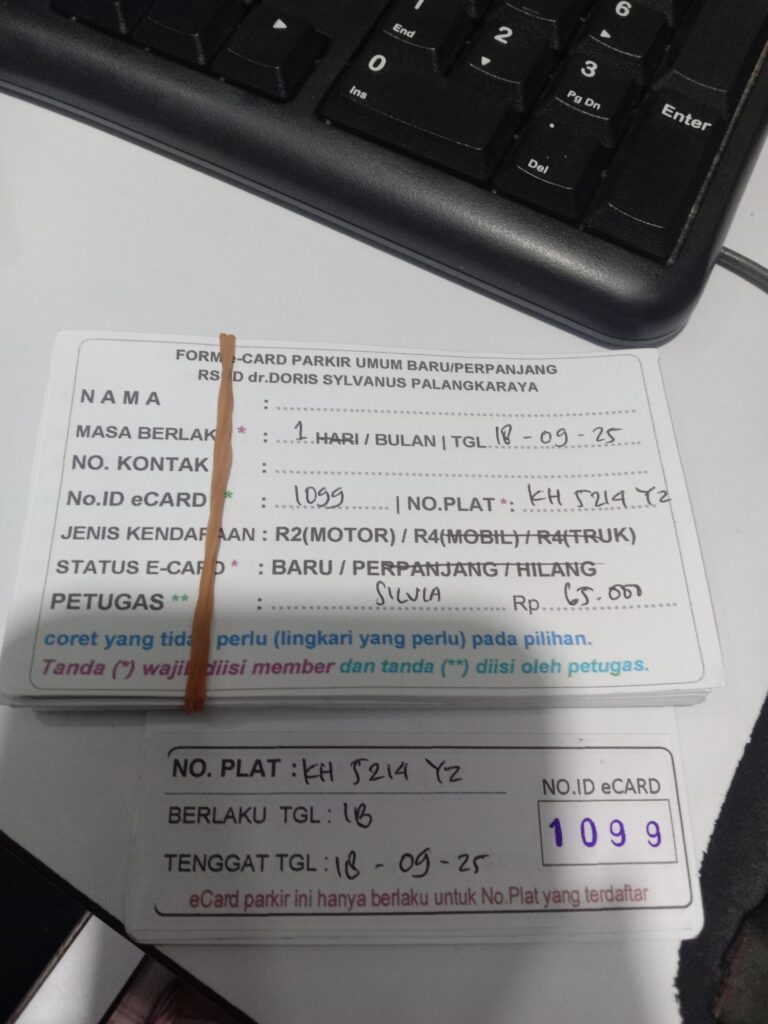 1
End
2
6
0
Ins
3
Pg Dn
.
Del
Enter
FORM e-CARD PARKIR UMUM BARU/PERPANJANG
RSUD dr.DORIS SYLVANUS PALANGKARAYA
NAMA :
MASA BERLAKU * : 1 HARI / BULAN | TGL 18 - 09 - 25
NO. KONTAK :
No.ID eCARD * : 1099 | NO.PLAT *: KH 5214 YZ
JENIS KENDARAAN : R2(MOTOR) / R4(MOBIL) / R4(TRUK)
STATUS E-CARD * : BARU / PERPANJANG / HILANG
PETUGAS ** : SILVIA Rp 65.000
coret yang tidak perlu (lingkari yang perlu) pada pilihan.
Tanda (*) wajib diisi member dan tanda (**) diisi oleh petugas.
NO. PLAT : KH 5214 YZ
NO.ID eCARD
1099
BERLAKU TGL : 18
TENGGAT TGL : 18 - 09 - 25
eCard parkir ini hanya berlaku untuk No.Plat yang terdaftar